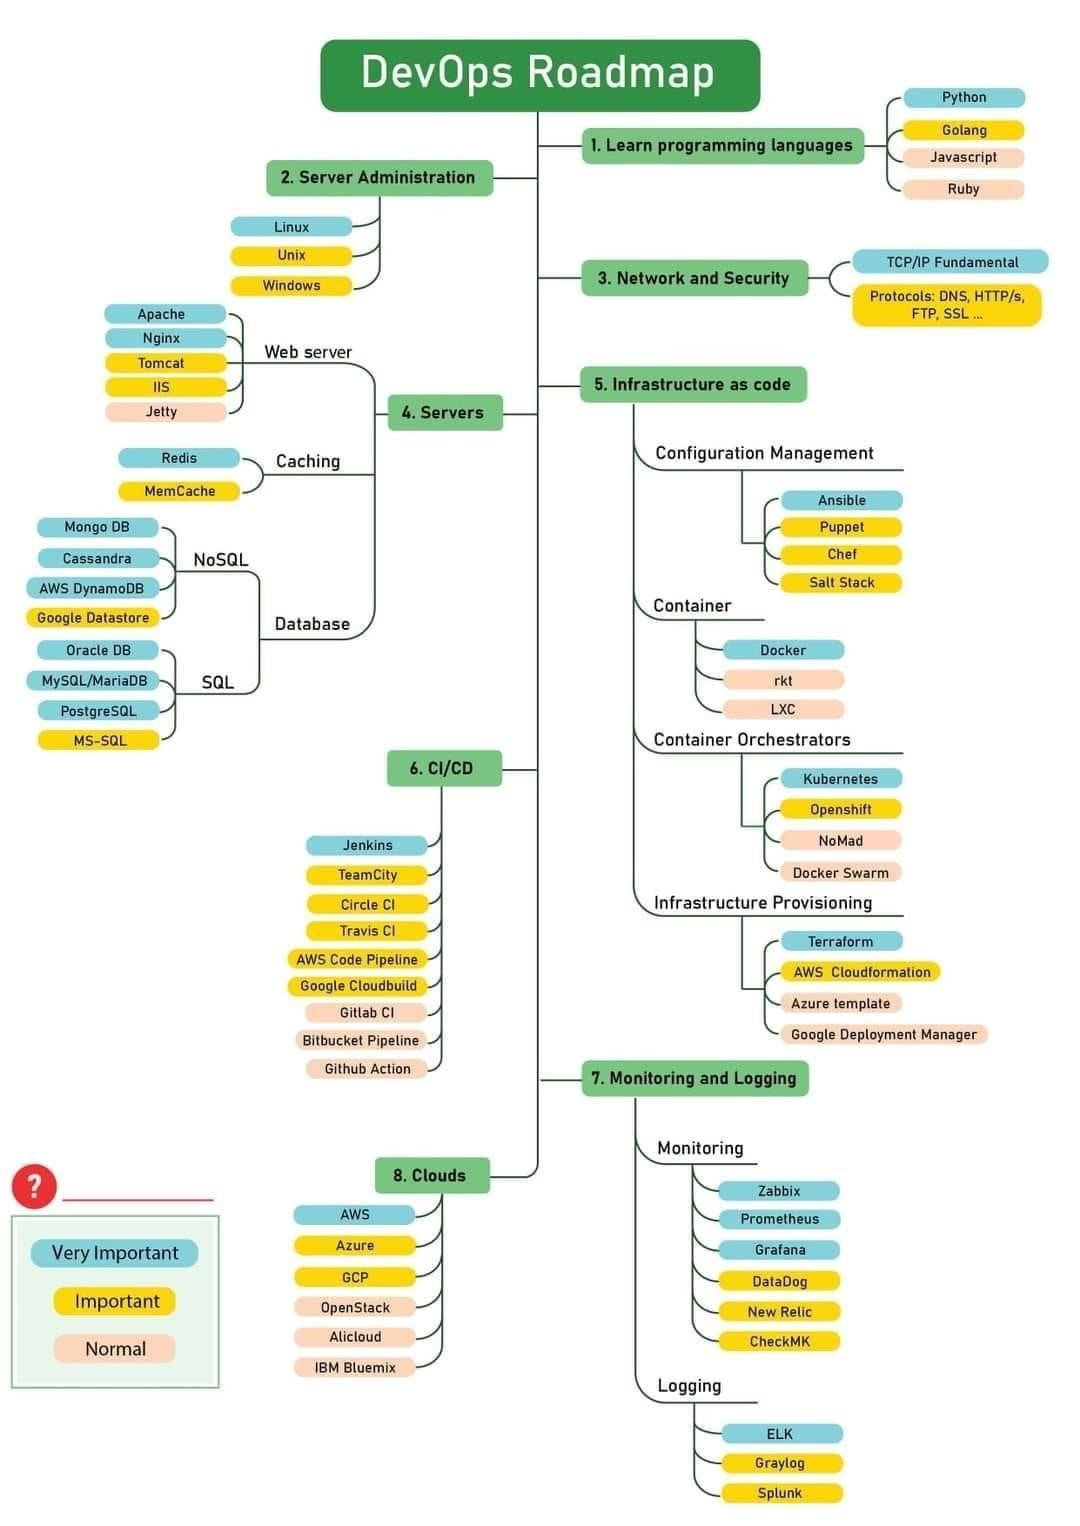 DevOps Roadmap
1. Learn programming languages
Python
Golang
Javascript
Ruby
2. Server Administration
Linux
Unix
Windows
3. Network and Security
TCP/IP Fundamental
Protocols: DNS, HTTP/s,
FTP, SSL ...
4. Servers
Web server
Apache
Nginx
Tomcat
IIS
Jetty
Caching
Redis
MemCache
Database
NoSQL
Mongo DB
Cassandra
AWS DynamoDB
Google Datastore
SQL
Oracle DB
MySQL/MariaDB
PostgreSQL
MS-SQL
5. Infrastructure as code
Configuration Management
Ansible
Puppet
Chef
Salt Stack
Container
Docker
rkt
LXC
Container Orchestrators
Kubernetes
Openshift
NoMad
Docker Swarm
Infrastructure Provisioning
Terraform
AWS Cloudformation
Azure template
Google Deployment Manager
6. CI/CD
Jenkins
TeamCity
Circle CI
Travis CI
AWS Code Pipeline
Google Cloudbuild
Gitlab CI
Bitbucket Pipeline
Github Action
7. Monitoring and Logging
Monitoring
Zabbix
Prometheus
Grafana
DataDog
New Relic
CheckMK
Logging
ELK
Graylog
Splunk
8. Clouds
AWS
Azure
GCP
OpenStack
Alicloud
IBM Bluemix
?
Very Important
Important
Normal